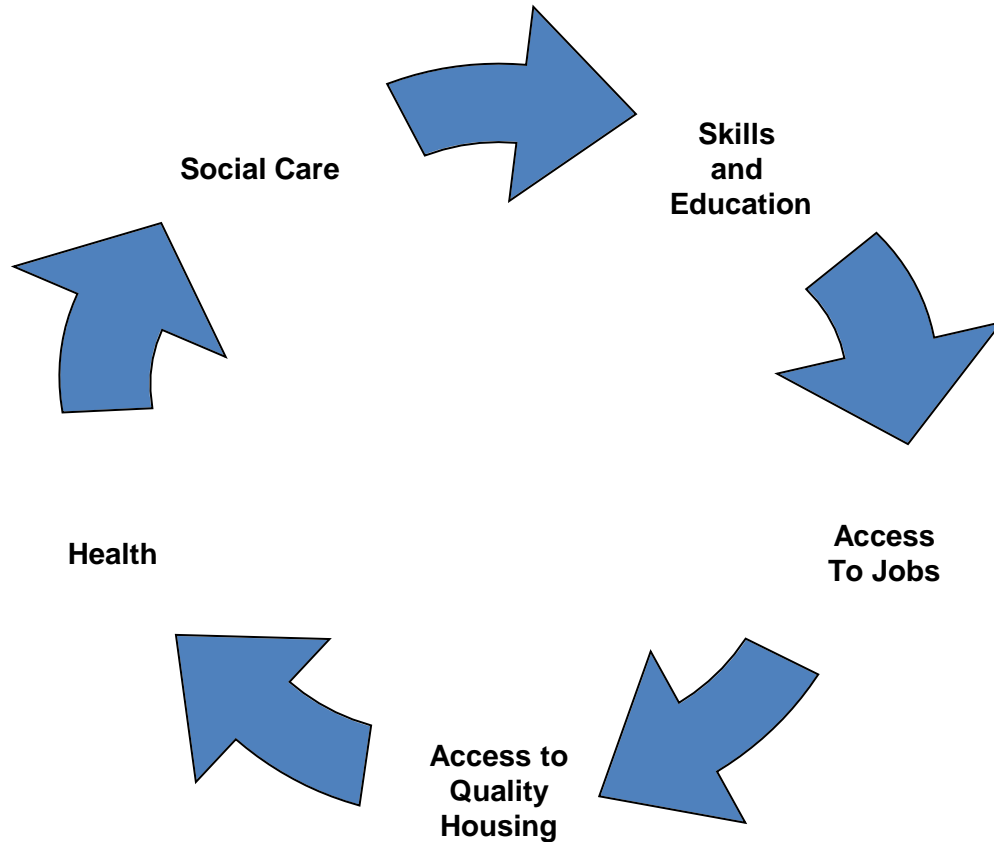 Social Care
Skills
and
Education
Access
To Jobs
Access to
Quality
Housing
Health